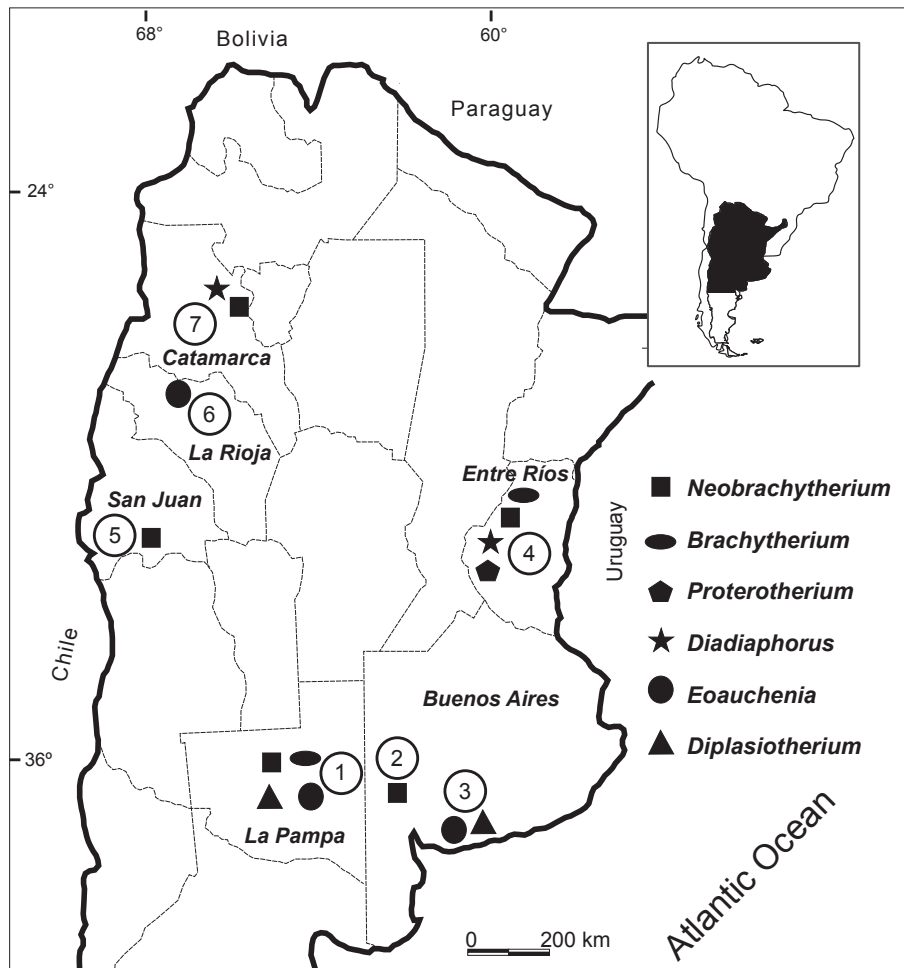 68°
60°
Bolivia
Paraguay
24°
7
Catamarca
6
La Rioja
San Juan
5
Entre Ríos
4
Uruguay
Neobrachytherium
Brachytherium
Proterotherium
Diadiaphorus
Eoauchenia
Diplasiotherium
Chile
Buenos Aires
36º
1
2
3
La Pampa
Atlantic Ocean
0 200 km